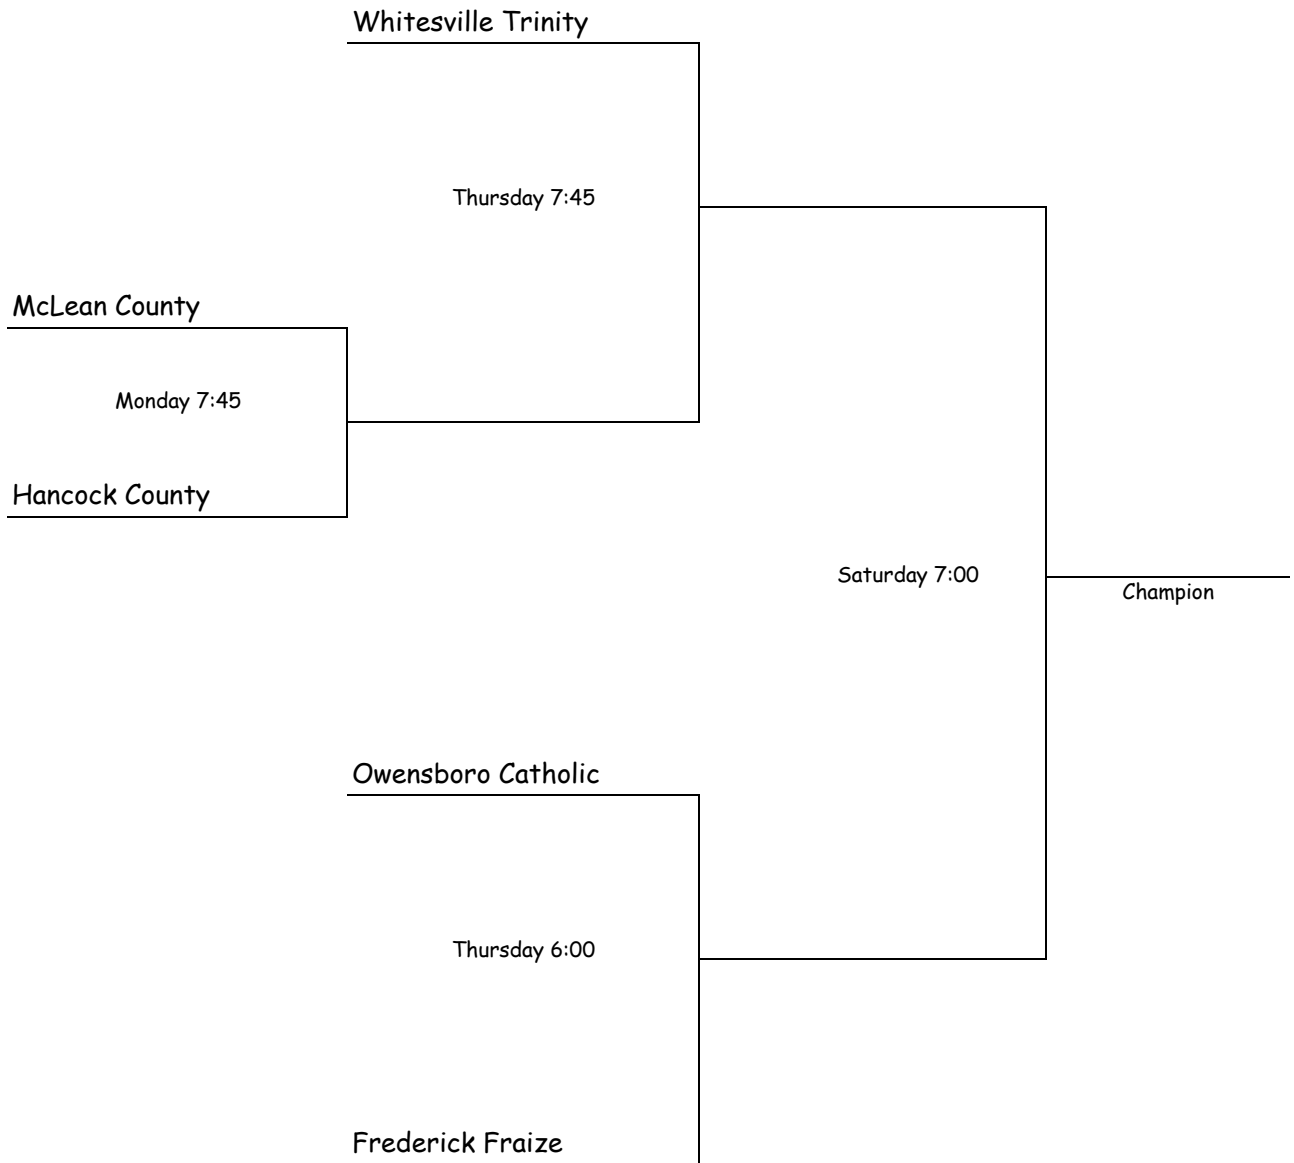 Whitesville Trinity
Thursday 7:45
McLean County
Monday 7:45
Hancock County
Saturday 7:00
Champion
Owensboro Catholic
Thursday 6:00
Frederick Fraize